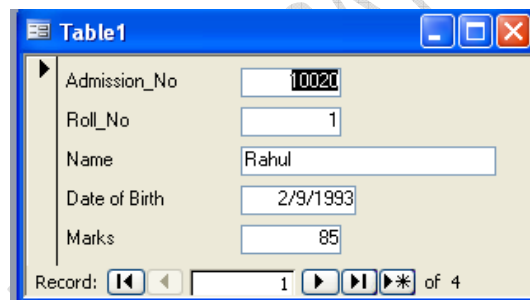 Table1
Admission_No 10020
Roll_No 1
Name Rahul
Date of Birth 2/9/1993
Marks 85
Record: 1 of 4